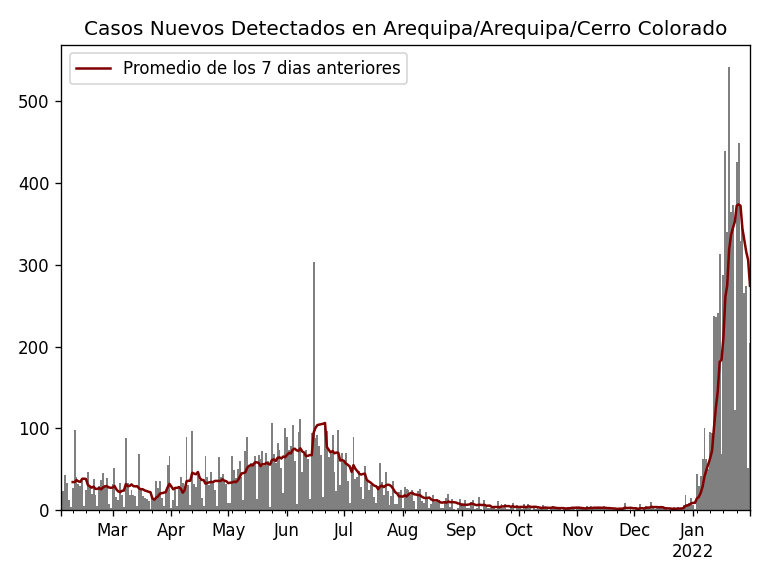 Casos Nuevos Detectados en Arequipa/Arequipa/Cerro Colorado
Promedio de los 7 dias anteriores
500
400
300
200
100
0
Mar Apr May Jun Jul Aug Sep Oct Nov Dec Jan
2022